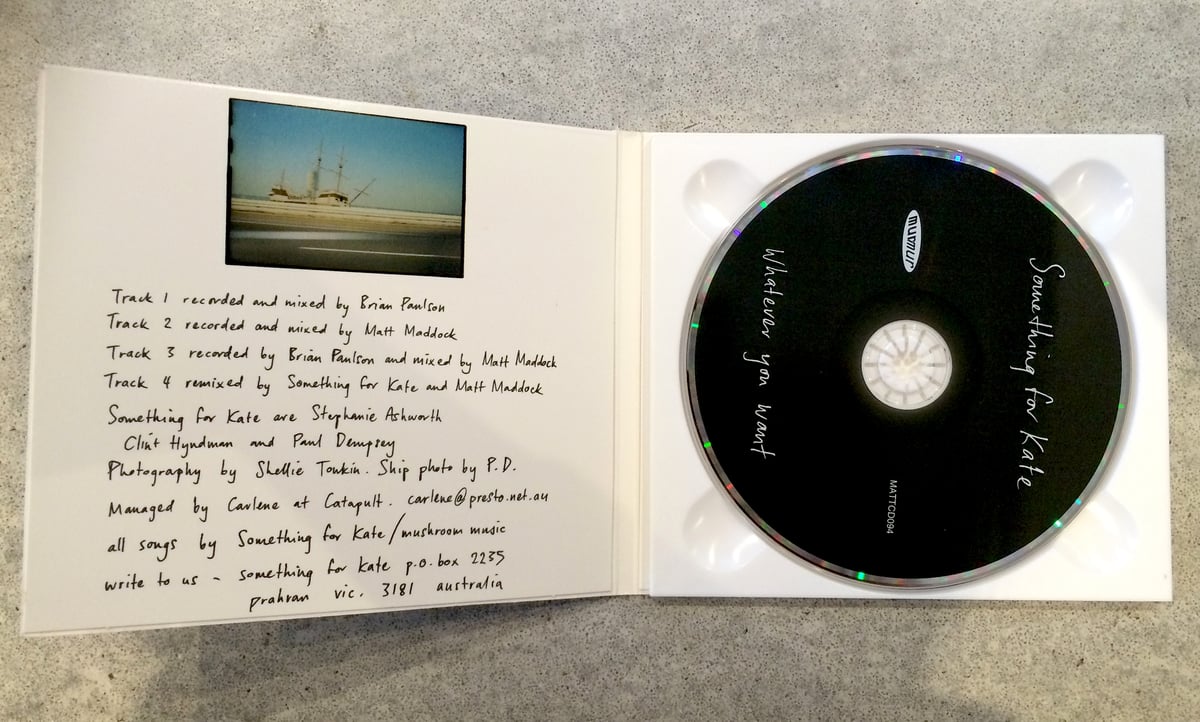 Track 1 recorded and mixed by Brian Paulson
Track 2 recorded and mixed by Matt Maddock
Track 3 recorded by Brian Paulson and mixed by Matt Maddock
Track 4 remixed by Something for Kate and Matt Maddock
Something for Kate are Stephanie Ashworth
Clint Hyndman and Paul Dempsey
Photography by Shellie Tonkin. Ship photo by P.D.
Managed by Carlene at Catapult. carlene@presto.net.au
all songs by Something for Kate/mushroom music
write to us - something for Kate p.o. box 2235
prahran vic. 3181 australia
Something for Kate
murmur
MATTCD094
Whatever you want